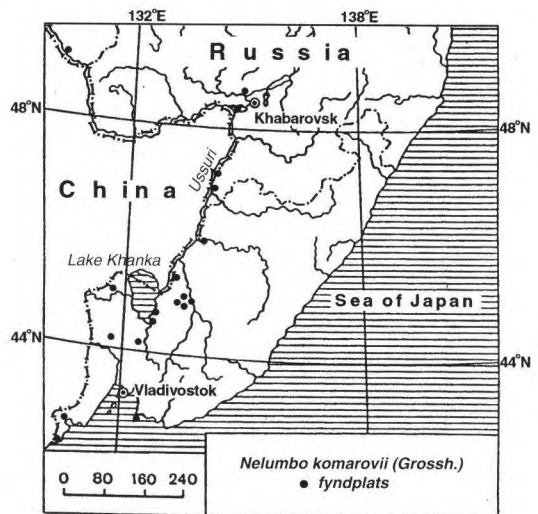 132°E
138°E
Russia
48°N
Khabarovsk
48°N
Ussuri
China
Lake Khanka
Sea of Japan
44°N
44°N
Vladivostok
Nelumbo komarovii (Grossh.)
• fyndplats
0 80 160 240